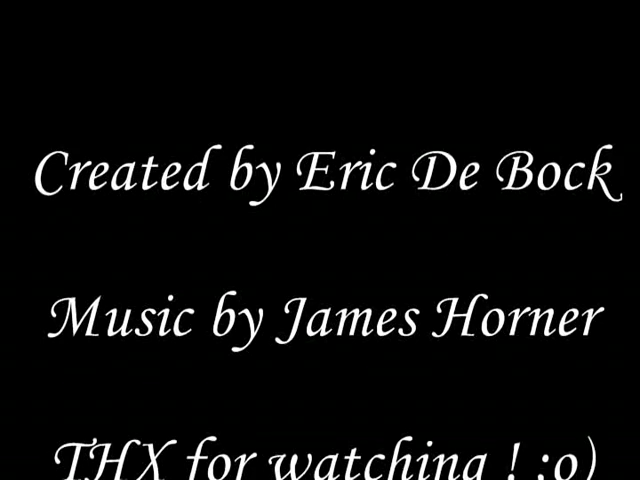 Created by Eric De Bock
Music by James Horner
THX for watching ! ;o)